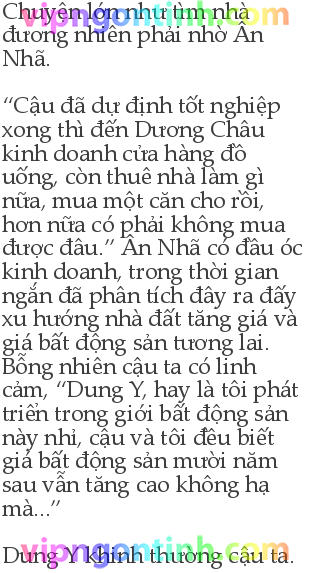 Chuyện lớn như tìm nhà
đương nhiên phải nhờ Ân
Nhã.
“Cậu đã dự định tốt nghiệp
xong thì đến Dương Châu
kinh doanh cửa hàng đồ
uống, còn thuê nhà làm gì
nữa, mua một căn cho rồi,
hơn nữa có phải không mua
được đâu.” Ân Nhã có đầu óc
kinh doanh, trong thời gian
ngắn đã phân tích đây ra đấy
xu hướng nhà đất tăng giá và
giá bất động sản tương lai.
Bỗng nhiên cậu ta có linh
cảm, “Dung Ý, hay là tôi phát
triển trong giới bất động sản
này nhỉ, cậu và tôi đều biết
giá bất động sản mười năm
sau vẫn tăng cao không hạ
mà...”
Dung Ý khinh thường cậu ta.
vipngontinh.com
vipngontinh.com